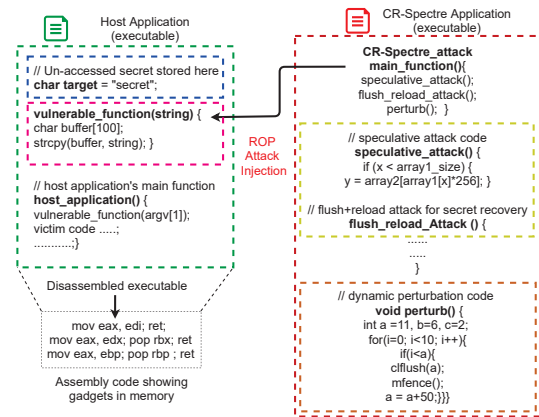 Host Application
(executable)
// Un-accessed secret stored here
char target = "secret";
vulnerable_function(string) {
char buffer[100];
strcpy(buffer, string); }
// host application's main function
host_application() {
vulnerable_function(argv[1]);
victim code .....;
...........;}
Disassembled executable
mov eax, edi; ret;
mov eax, edx; pop rbx; ret
mov eax, ebp; pop rbp ; ret
Assembly code showing
gadgets in memory
ROP
Attack
Injection
CR-Spectre Application
(executable)
CR-Spectre_attack
main_function(){
speculative_attack();
flush_reload_attack();
perturb(); }
// speculative attack code
speculative_attack() {
if (x < array1_size) {
y = array2[array1[x]*256]; }
// flush+reload attack for secret recovery
flush_reload_Attack () {
......
.....
}
// dynamic perturbation code
void perturb() {
int a =11, b=6, c=2;
for(i=0; i<10; i++){
if(i<a){
clflush(a);
mfence();
a = a+50;}}}